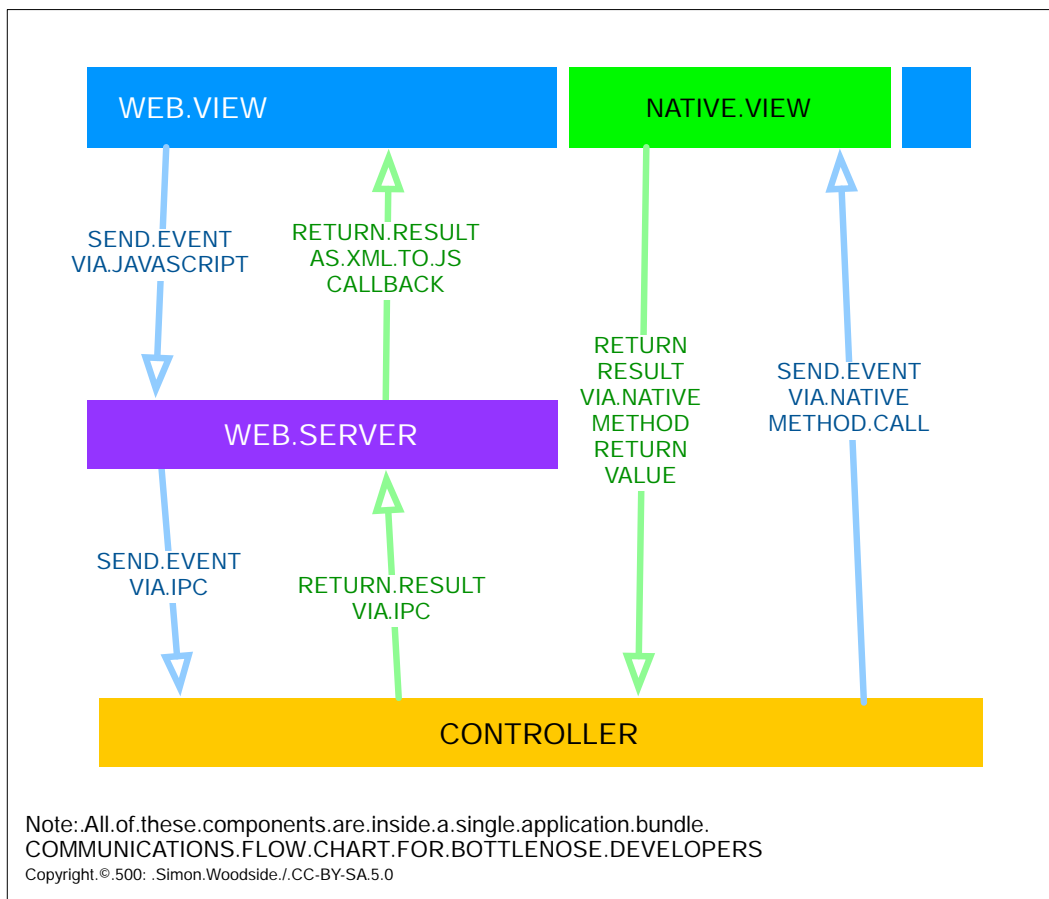 WEB.VIEW
NATIVE.VIEW
SEND.EVENT
VIA.JAVASCRIPT
RETURN.RESULT
AS.XML.TO.JS
CALLBACK
RETURN
RESULT
VIA.NATIVE
METHOD
RETURN
VALUE
SEND.EVENT
VIA.NATIVE
METHOD.CALL
WEB.SERVER
SEND.EVENT
VIA.IPC
RETURN.RESULT
VIA.IPC
CONTROLLER
Note:.All.of.these.components.are.inside.a.single.application.bundle.
COMMUNICATIONS.FLOW.CHART.FOR.BOTTLENOSE.DEVELOPERS
Copyright.©.500: .Simon.Woodside./.CC-BY-SA.5.0